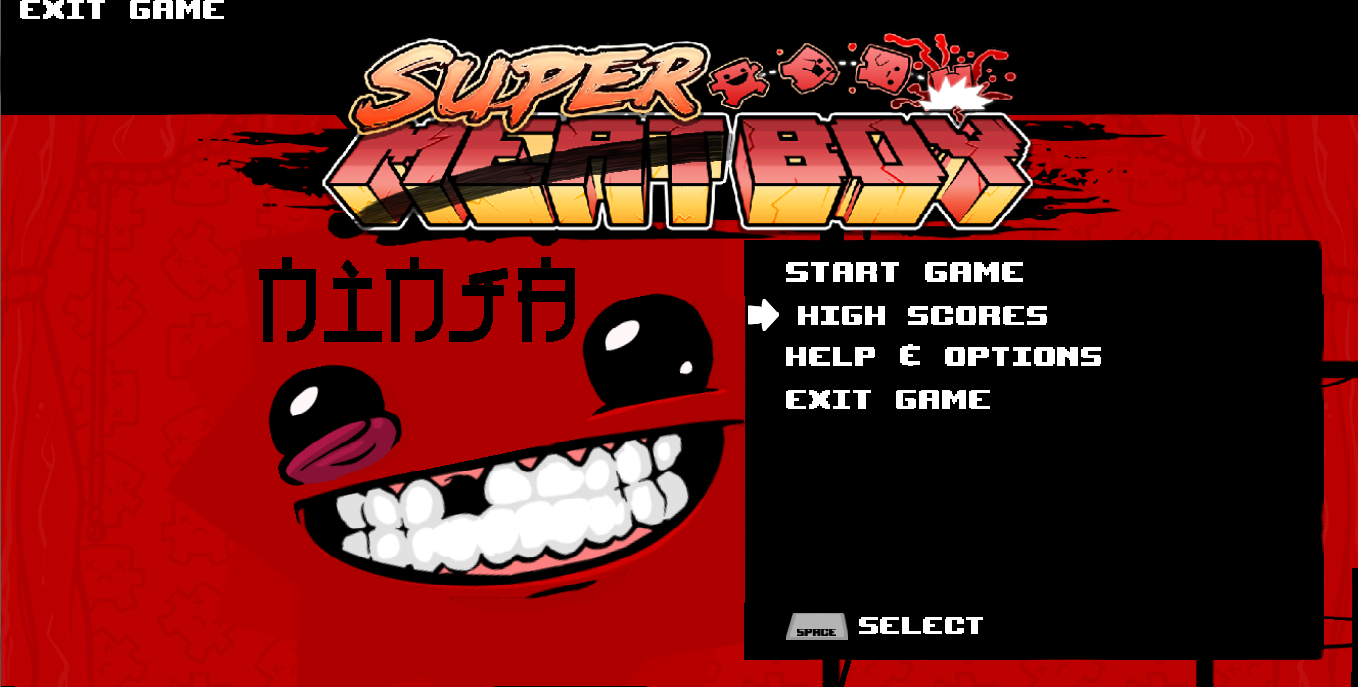 EXIT GAME
SUPER
MEAT BOY
NINJA
START GAME
HIGH SCORES
HELP & OPTIONS
EXIT GAME
SPACE SELECT